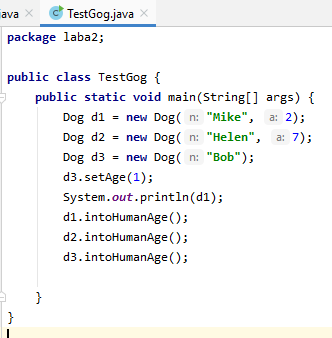 java × TestGog.java ×
package laba2;
public class TestGog {
public static void main(String[] args) {
Dog d1 = new Dog( n: "Mike", a: 2);
Dog d2 = new Dog( n: "Helen", a: 7);
Dog d3 = new Dog( n: "Bob");
d3.setAge(1);
System.out.println(d1);
d1.intoHumanAge();
d2.intoHumanAge();
d3.intoHumanAge();
}
}